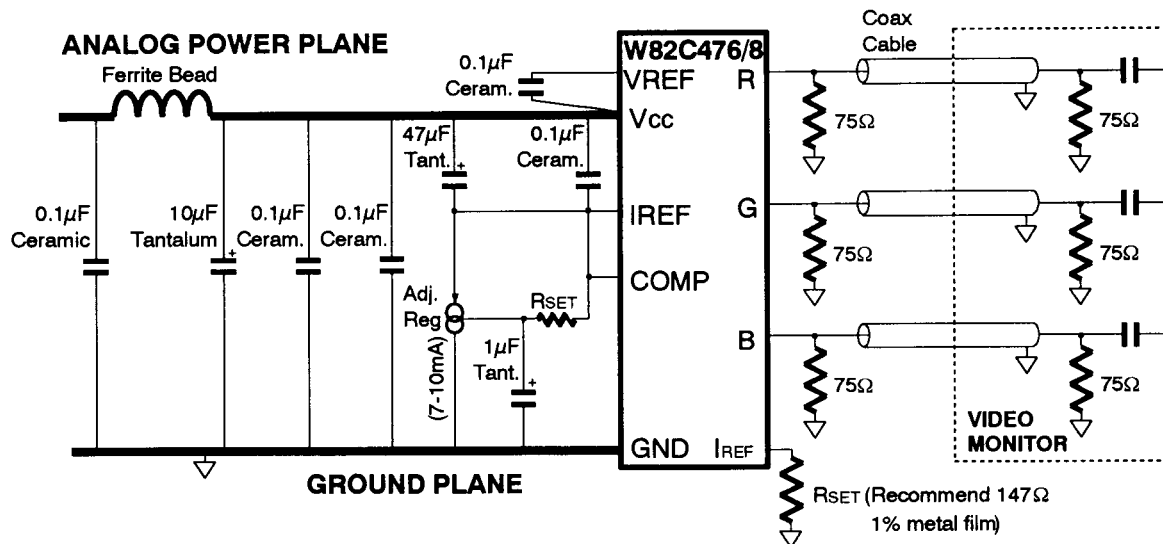 ANALOG POWER PLANE
Ferrite Bead
0.1µF
Ceram.
W82C476/8
VREF
R
Vcc
Coax
Cable
47µF
Tant.
+
0.1µF
Ceram.
75Ω
75Ω
0.1µF
Ceramic
10µF
Tantalum
+
0.1µF
Ceram.
0.1µF
Ceram.
IREF
G
COMP
75Ω
75Ω
Adj.
Reg
(7-10mA)
RSET
1µF
Tant.
+
B
75Ω
75Ω
VIDEO
MONITOR
GND
IREF
GROUND PLANE
RSET (Recommend 147Ω
1% metal film)